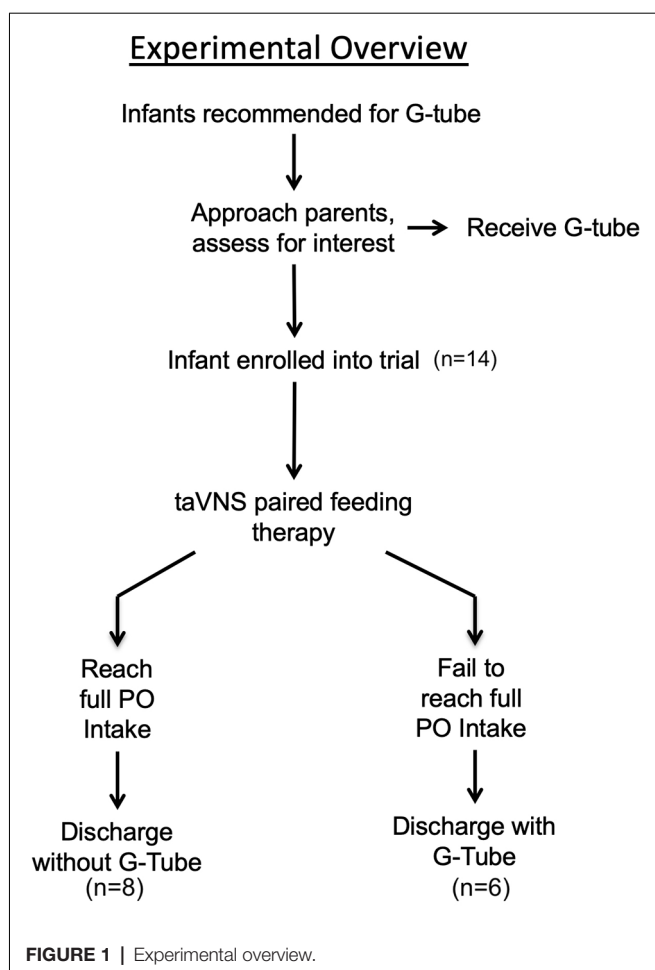 Experimental Overview
Infants recommended for G-tube
Approach parents,
assess for interest
Receive G-tube
Infant enrolled into trial (n=14)
taVNS paired feeding
therapy
Reach
full PO
Intake
Fail to
reach full
PO Intake
Discharge
without G-Tube
(n=8)
Discharge with
G-Tube
(n=6)
FIGURE 1 | Experimental overview.